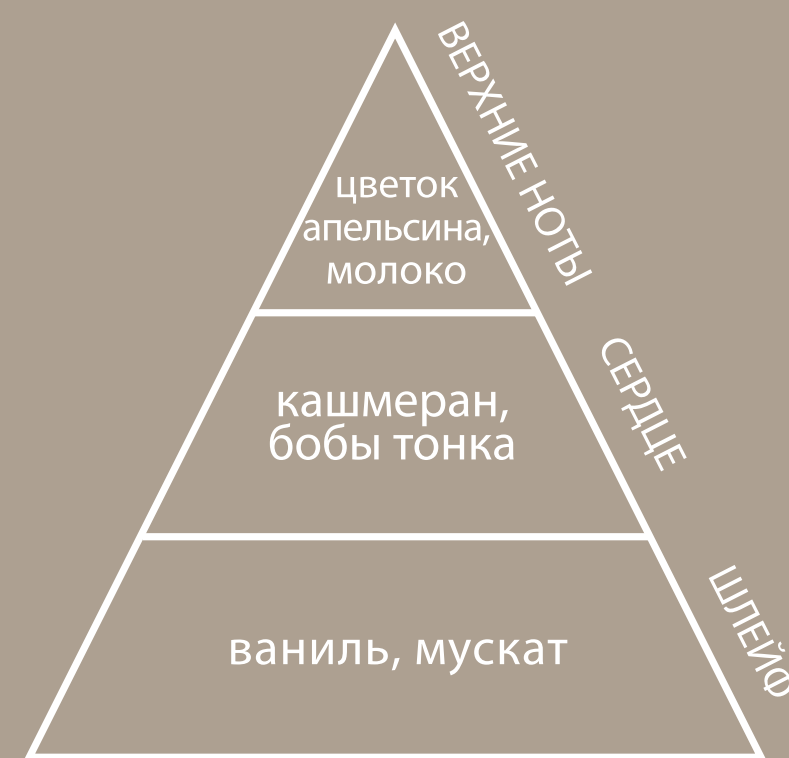 ВЕРХНИЕ НОТЫ
цветок
апельсина,
молоко
СЕРДЦЕ
кашмеран,
бобы тонка
ШЛЕЙФ
ваниль, мускат